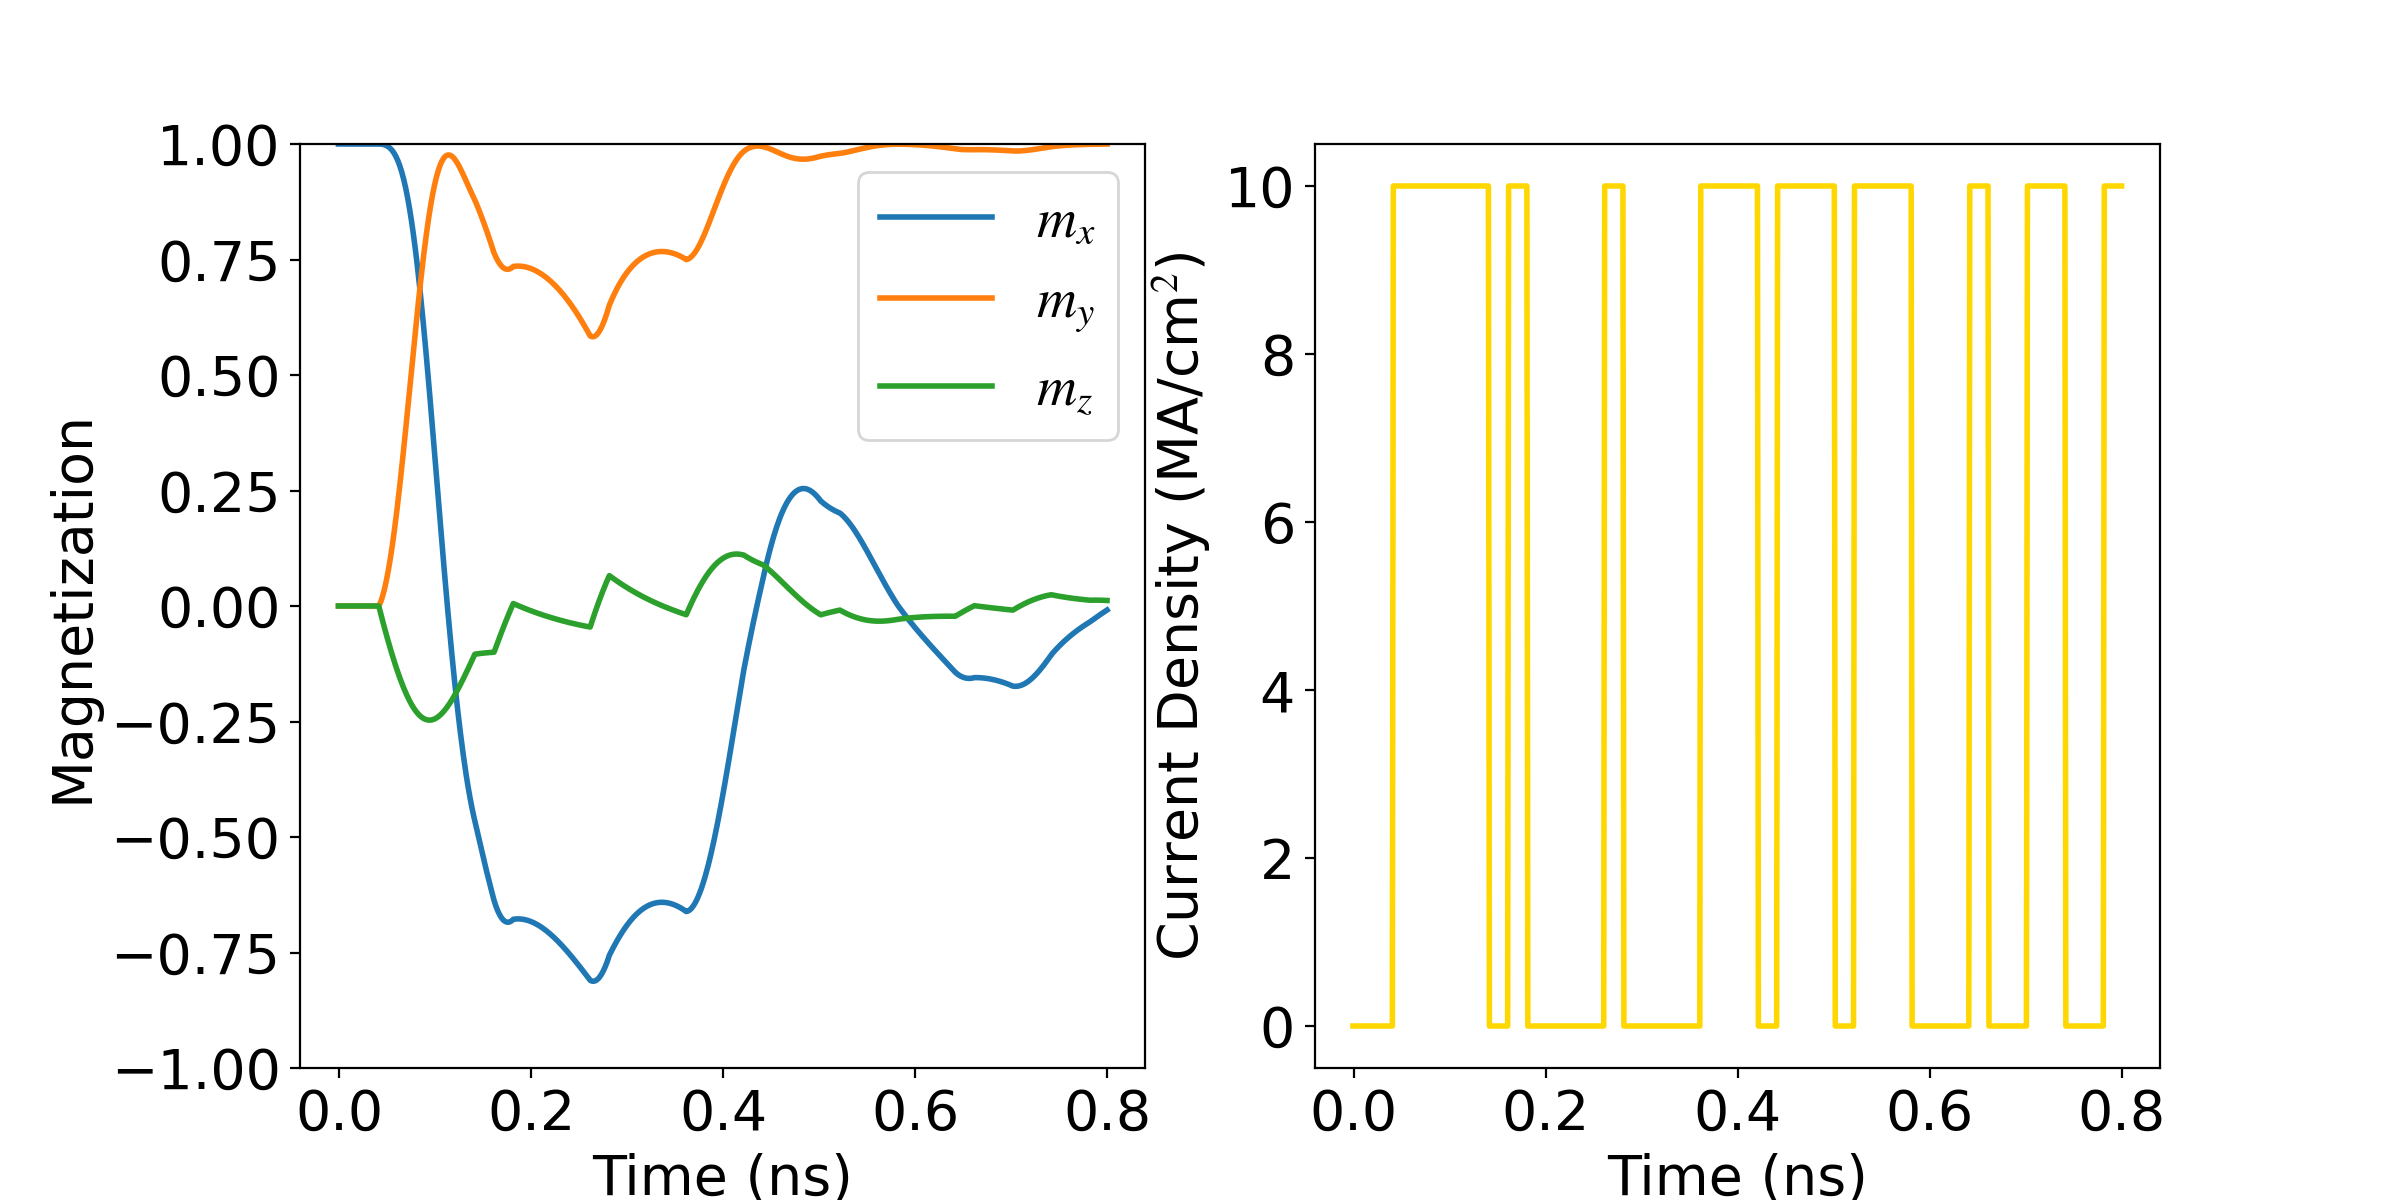 1.00
0.75
0.50
0.25
0.00
−0.25
−0.50
−0.75
−1.00
Magnetization
0.0 0.2 0.4 0.6 0.8
Time (ns)
m_x
m_y
m_z
10
8
6
4
2
0
Current Density (MA/cm²)
0.0 0.2 0.4 0.6 0.8
Time (ns)